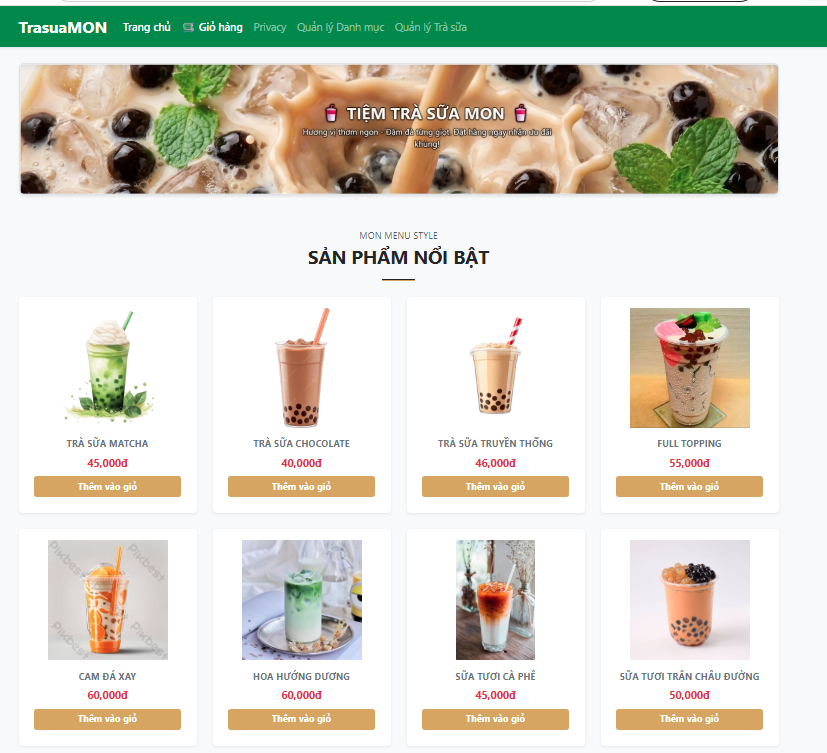 TrasuaMON Trang chủ Giỏ hàng Privacy Quản lý Danh mục Quản lý Trà sữa
TIỆM TRÀ SỮA MON
Hương vị thơm ngon - Đậm đà từng giọt. Đặt hàng ngay nhận ưu đãi
khủng!
MON MENU STYLE
SẢN PHẨM NỔI BẬT
TRÀ SỮA MATCHA
45,000đ
Thêm vào giỏ
TRÀ SỮA CHOCOLATE
40,000đ
Thêm vào giỏ
TRÀ SỮA TRUYỀN THỐNG
46,000đ
Thêm vào giỏ
FULL TOPPING
55,000đ
Thêm vào giỏ
Pikbest
Pikbest
Pikbest
Pikbest
CAM ĐÁ XAY
60,000đ
Thêm vào giỏ
HOA HƯỚNG DƯƠNG
60,000đ
Thêm vào giỏ
SỮA TƯƠI CÀ PHÊ
45,000đ
Thêm vào giỏ
SỮA TƯƠI TRÂN CHÂU ĐƯỜNG
50,000đ
Thêm vào giỏ